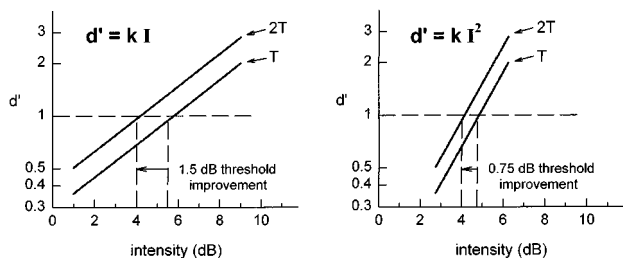 d' = k I
2T
T
3
2
1
0.5
0.4
0.3
d'
1.5 dB threshold
improvement
0 2 4 6 8 10
intensity (dB)
d' = k I²
2T
T
3
2
1
0.5
0.4
0.3
0.75 dB threshold
improvement
0 2 4 6 8 10
intensity (dB)